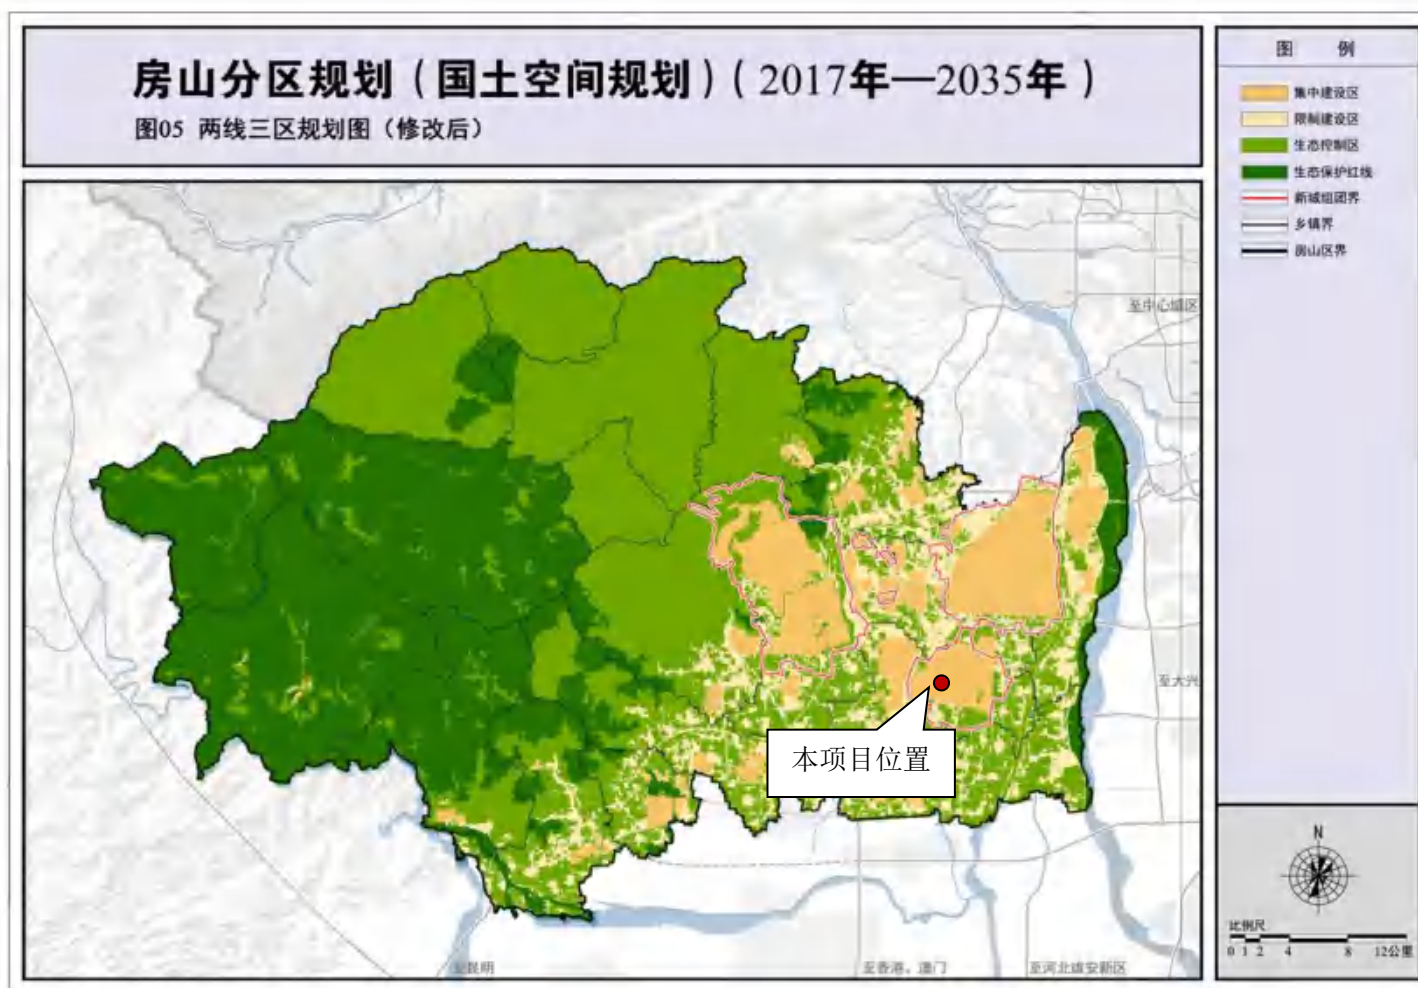 房山分区规划（国土空间规划）（2017年—2035年）
图05 两线三区规划图（修改后）
图 例
集中建设区
限制建设区
生态控制区
生态保护红线
新城组团界
乡镇界
房山区界
至中心城区
至大兴
本项目位置
至昆明
至香港、澳门
至河北雄安新区
N
比例尺
0 1 2 4 8 12公里